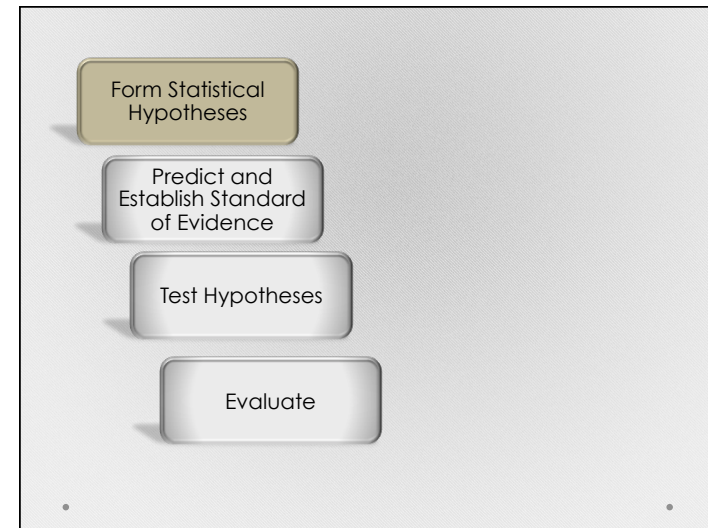 Form Statistical
Hypotheses
Predict and
Establish Standard
of Evidence
Test Hypotheses
Evaluate